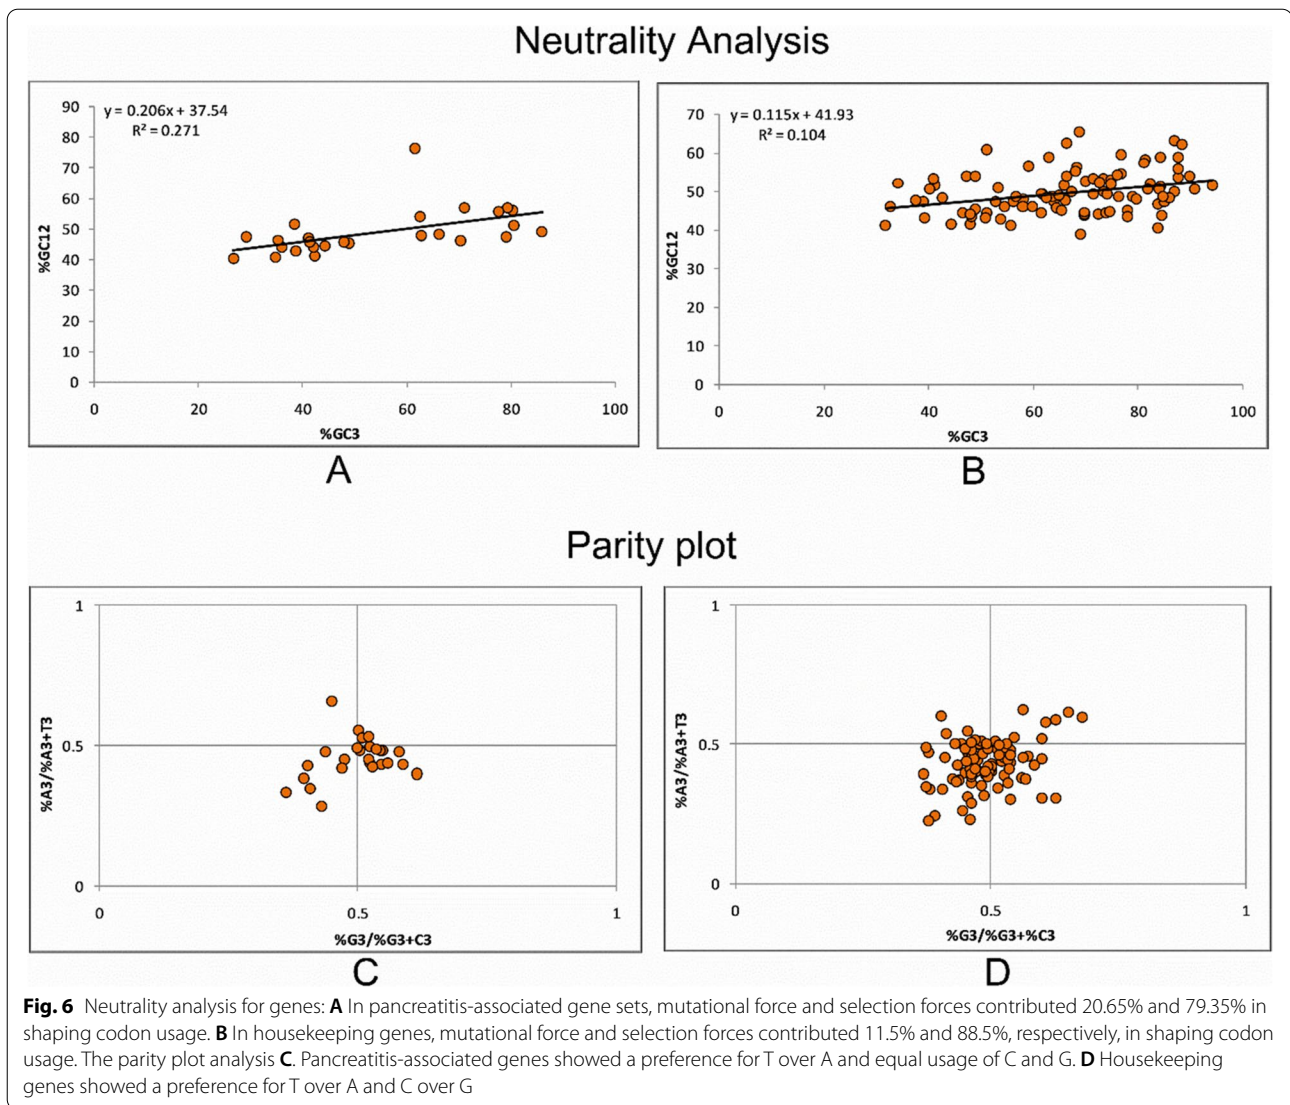 Neutrality Analysis
y = 0.206x + 37.54
R² = 0.271
%GC12
90
80
70
60
50
40
30
20
10
0
0 20 40 60 80 100
%GC3
A
y = 0.115x + 41.93
R² = 0.104
%GC12
70
60
50
40
30
20
10
0
0 20 40 60 80 100
%GC3
B
Parity plot
%A3/%A3+T3
1
0.5
0
0 0.5 1
%G3/%G3+C3
C
%A3/%A3+T3
1
0.5
0
0 0.5 1
%G3/%G3+%C3
D
Fig. 6 Neutrality analysis for genes: A In pancreatitis-associated gene sets, mutational force and selection forces contributed 20.65% and 79.35% in
shaping codon usage. B In housekeeping genes, mutational force and selection forces contributed 11.5% and 88.5%, respectively, in shaping codon
usage. The parity plot analysis C. Pancreatitis-associated genes showed a preference for T over A and equal usage of C and G. D Housekeeping
genes showed a preference for T over A and C over G